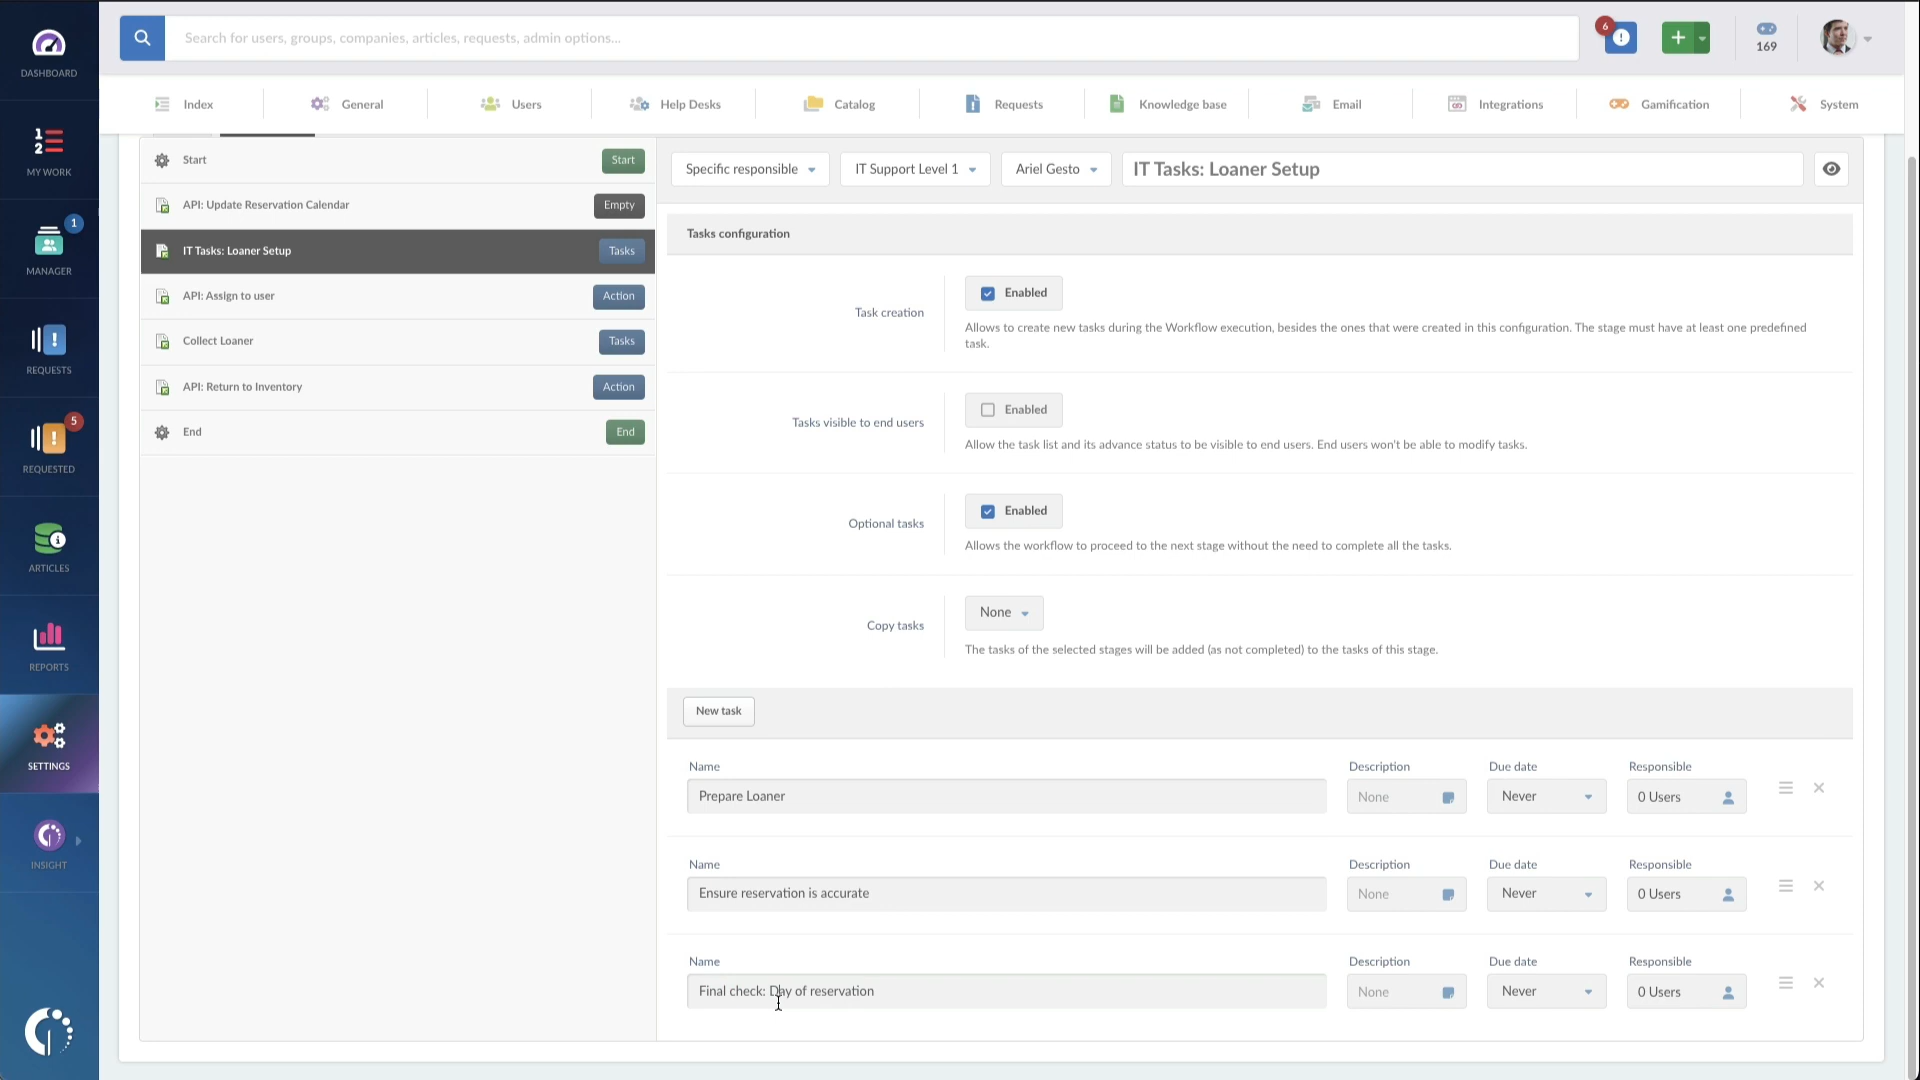 Search for users, groups, companies, articles, requests, admin options...
6
169
DASHBOARD
1
2
MY WORK
1
MANAGER
REQUESTS
5
REQUESTED
ARTICLES
REPORTS
SETTINGS
INSIGHT
Index
General
Users
Help Desks
Catalog
Requests
Knowledge base
Email
Integrations
Gamification
System
Start Start
API: Update Reservation Calendar Empty
IT Tasks: Loaner Setup Tasks
API: Assign to user Action
Collect Loaner Tasks
API: Return to Inventory Action
End End
Specific responsible IT Support Level 1 Ariel Gesto IT Tasks: Loaner Setup
Tasks configuration
Task creation
Enabled
Allows to create new tasks during the Workflow execution, besides the ones that were created in this configuration. The stage must have at least one predefined
task.
Tasks visible to end users
Enabled
Allow the task list and its advance status to be visible to end users. End users won't be able to modify tasks.
Optional tasks
Enabled
Allows the workflow to proceed to the next stage without the need to complete all the tasks.
Copy tasks
None
The tasks of the selected stages will be added (as not completed) to the tasks of this stage.
New task
Name Description Due date Responsible
Prepare Loaner None Never 0 Users
Name Description Due date Responsible
Ensure reservation is accurate None Never 0 Users
Name Description Due date Responsible
Final check: Day of reservation None Never 0 Users